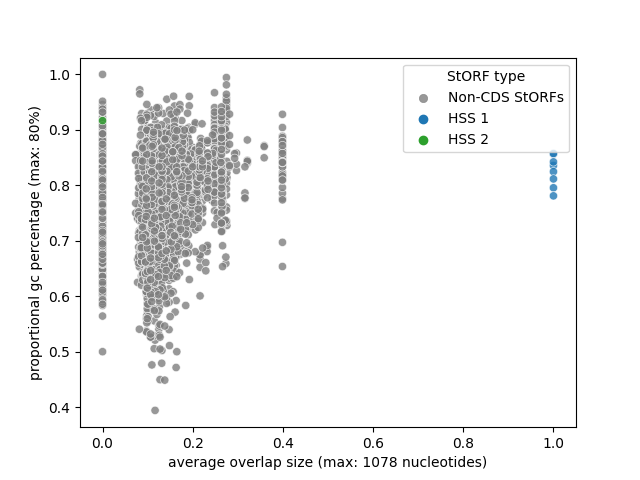 StORF type
Non-CDS StORFs
HSS 1
HSS 2
proportional gc percentage (max: 80%)
1.0
0.9
0.8
0.7
0.6
0.5
0.4
0.0 0.2 0.4 0.6 0.8 1.0
average overlap size (max: 1078 nucleotides)